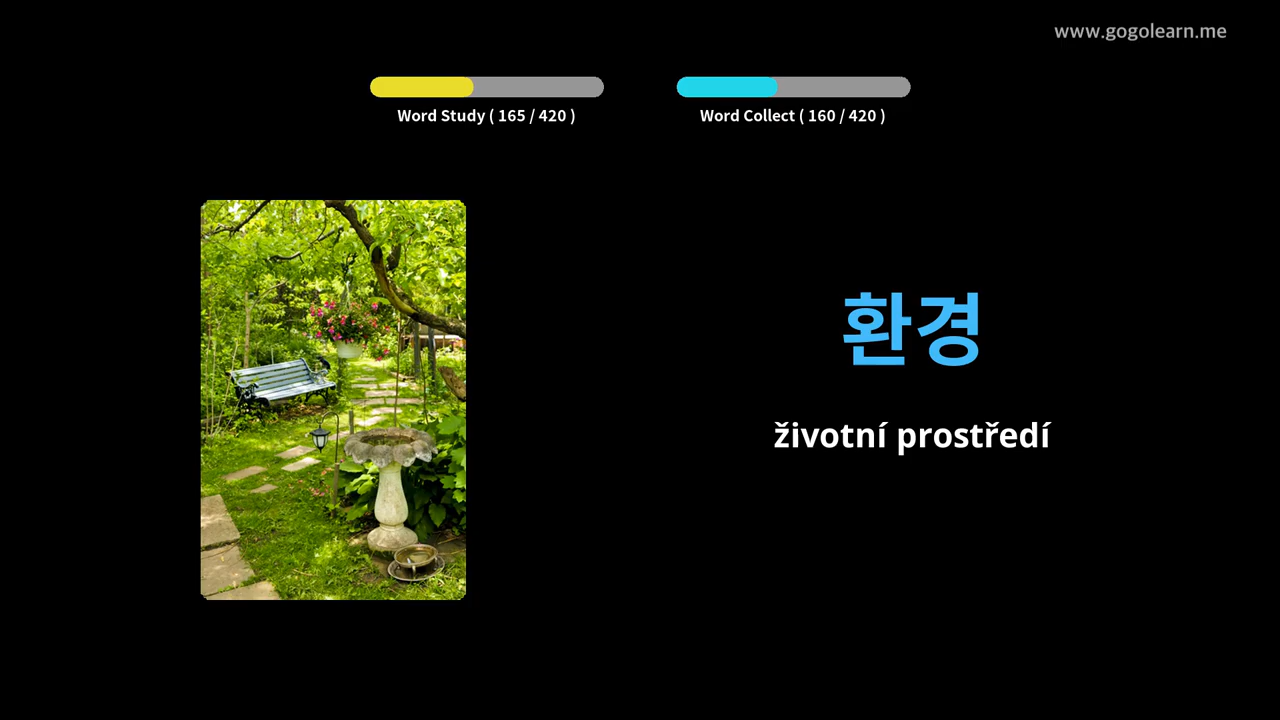 www.gogolearn.me
Word Study ( 165 / 420 )
Word Collect ( 160 / 420 )
환경
životní prostředí